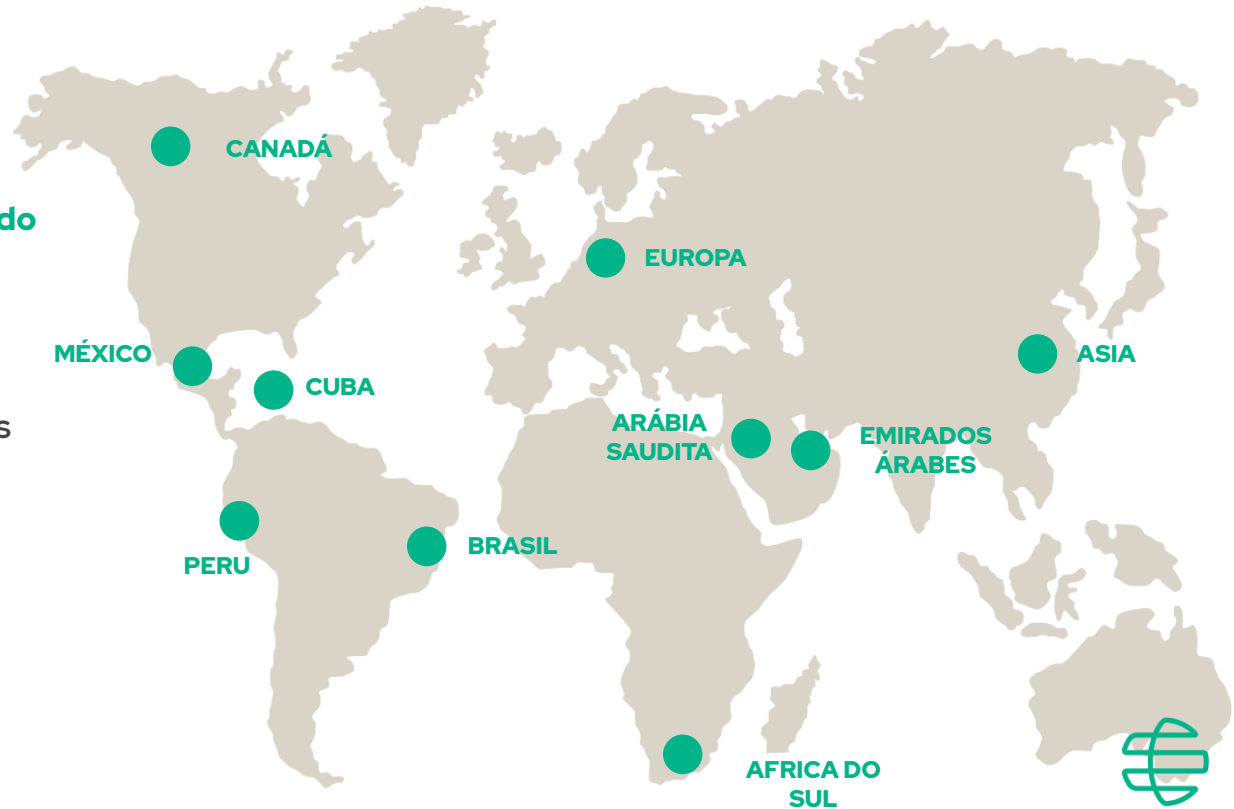 CANADÁ
do
EUROPA
MÉXICO
ASIA
CUBA
s
ARÁBIA
SAUDITA
EMIRADOS
ÁRABES
BRASIL
PERU
AFRICA DO
SUL